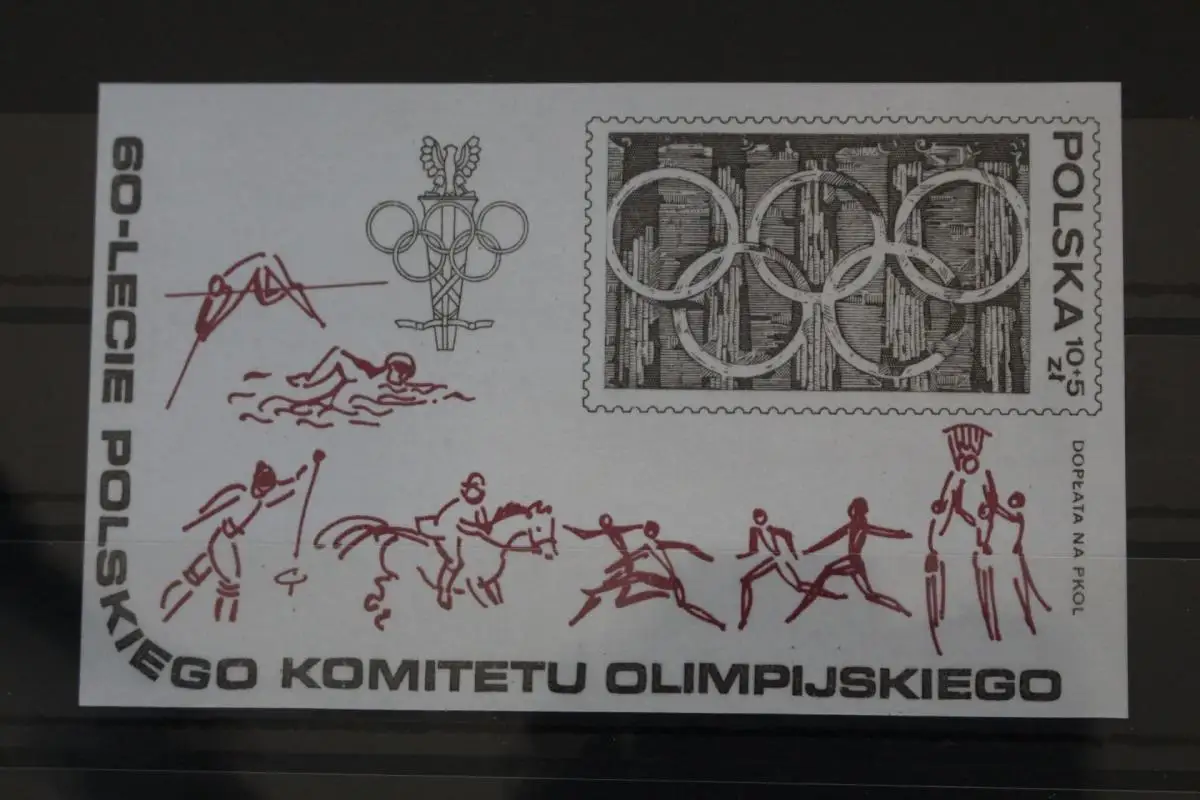 60-LECIE POLSKIEGO KOMITETU OLIMPIJSKIEGO
POLSKA 10+5 zł
DOPŁATA NA PKOL